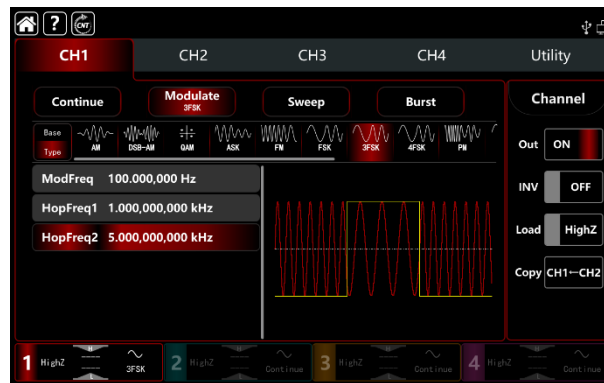 ? CNT
CH1 CH2 CH3 CH4 Utility
Continue Modulate Sweep Burst Channel
3FSK
Base
Type AM DSB-AM QAM ASK FM FSK 3FSK 4FSK PM
Out ON
ModFreq 100.000,000 Hz
INV OFF
HopFreq1 1.000,000,000 kHz
HopFreq2 5.000,000,000 kHz
Load HighZ
Copy CH1←CH2
1 HighZ 3FSK 2 HighZ Continue 3 HighZ Continue 4 HighZ Continue